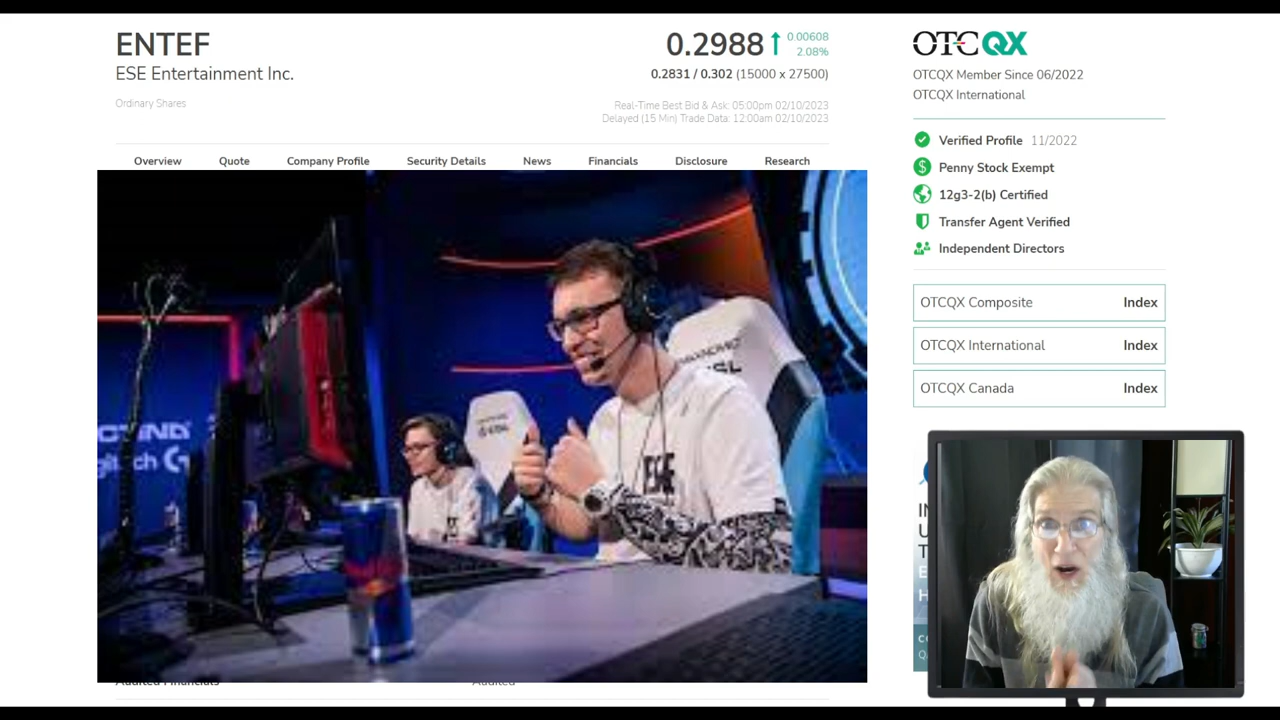 ENTEF
ESE Entertainment Inc.
Ordinary Shares
0.2988 0.00608
2.08%
0.2831 / 0.302 (15000 x 27500)
Real-Time Best Bid & Ask: 05:00pm 02/10/2023
Delayed (15 Min) Trade Data: 12:00am 02/10/2023
Overview Quote Company Profile Security Details News Financials Disclosure Research
OTCQX
OTCQX Member Since 06/2022
OTCQX International
Verified Profile 11/2022
Penny Stock Exempt
12g3-2(b) Certified
Transfer Agent Verified
Independent Directors
OTCQX Composite Index
OTCQX International Index
OTCQX Canada Index
ESE
Audited Financials Audited